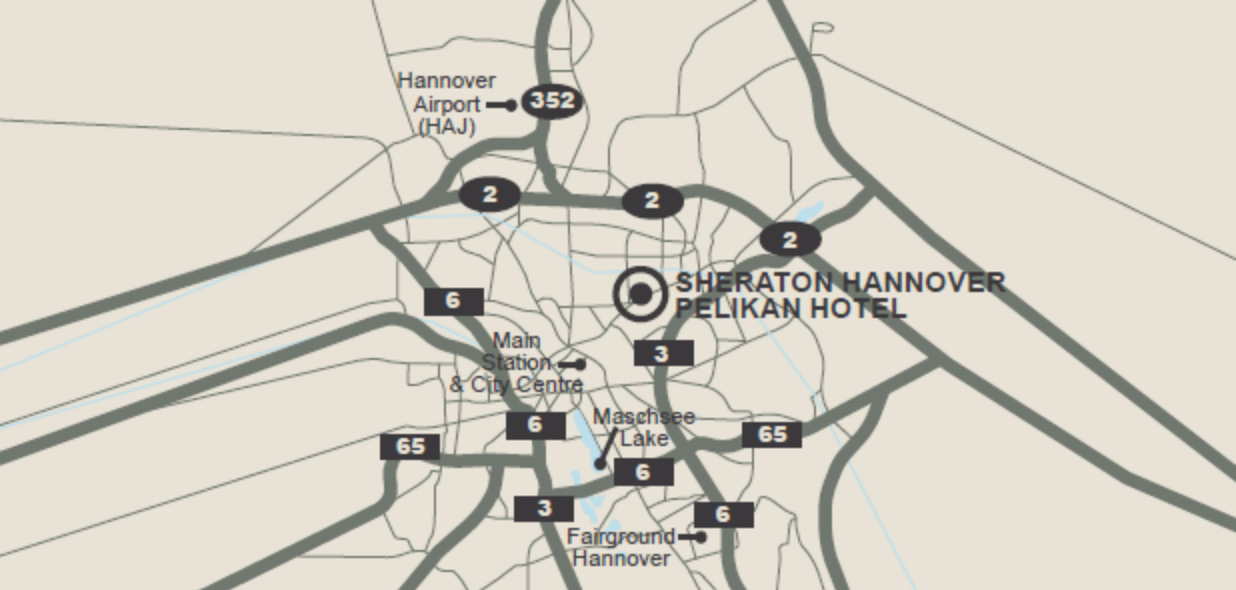 Hannover
Airport
(HAJ)
352
2
2
2
SHERATON HANNOVER
PELIKAN HOTEL
6
Main
Station
& City Centre
3
6
Maschsee
Lake
65
65
6
3
6
Fairground
Hannover